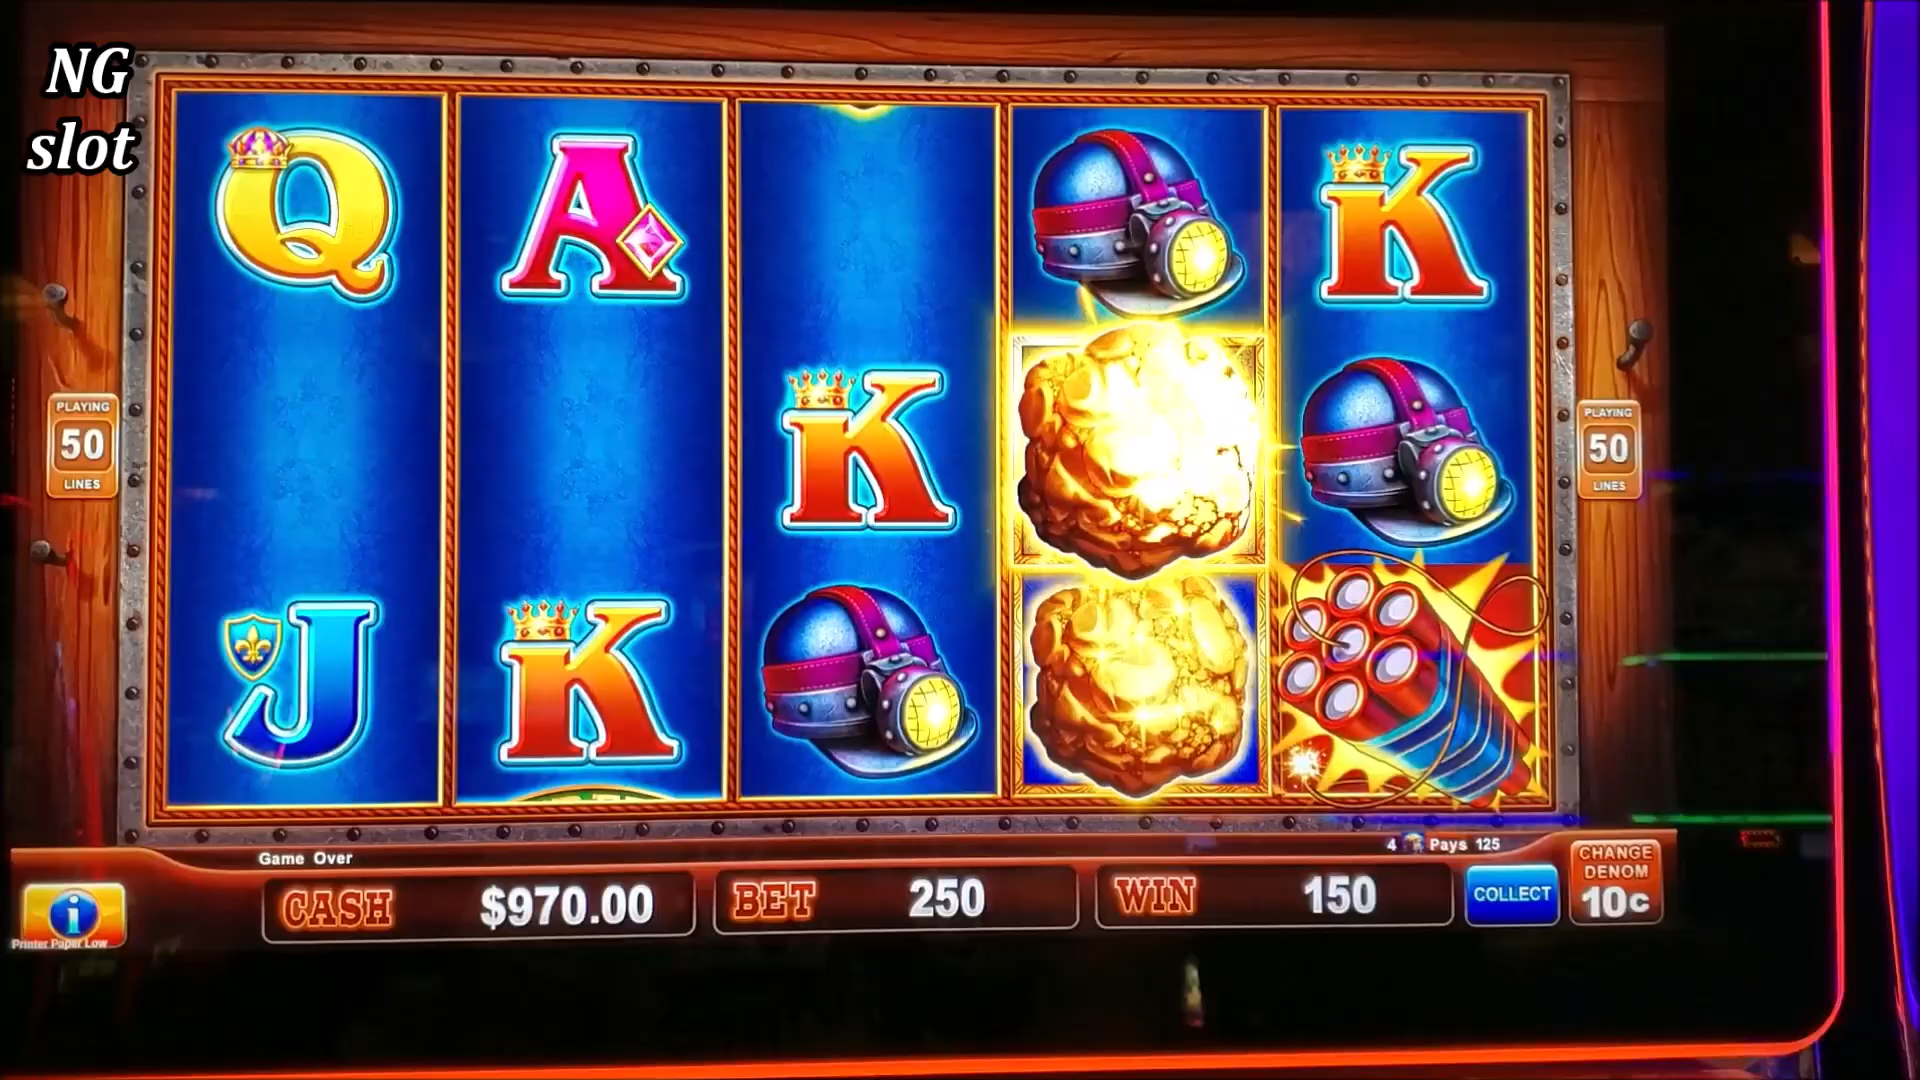 NG
slot
Q
A
K
K
J
K
PLAYING
50
LINES
PLAYING
50
LINES
Game Over
4 Pays 125
CASH $970.00
BET 250
WIN 150
COLLECT
CHANGE
DENOM
10¢
i
Printer Paper Low